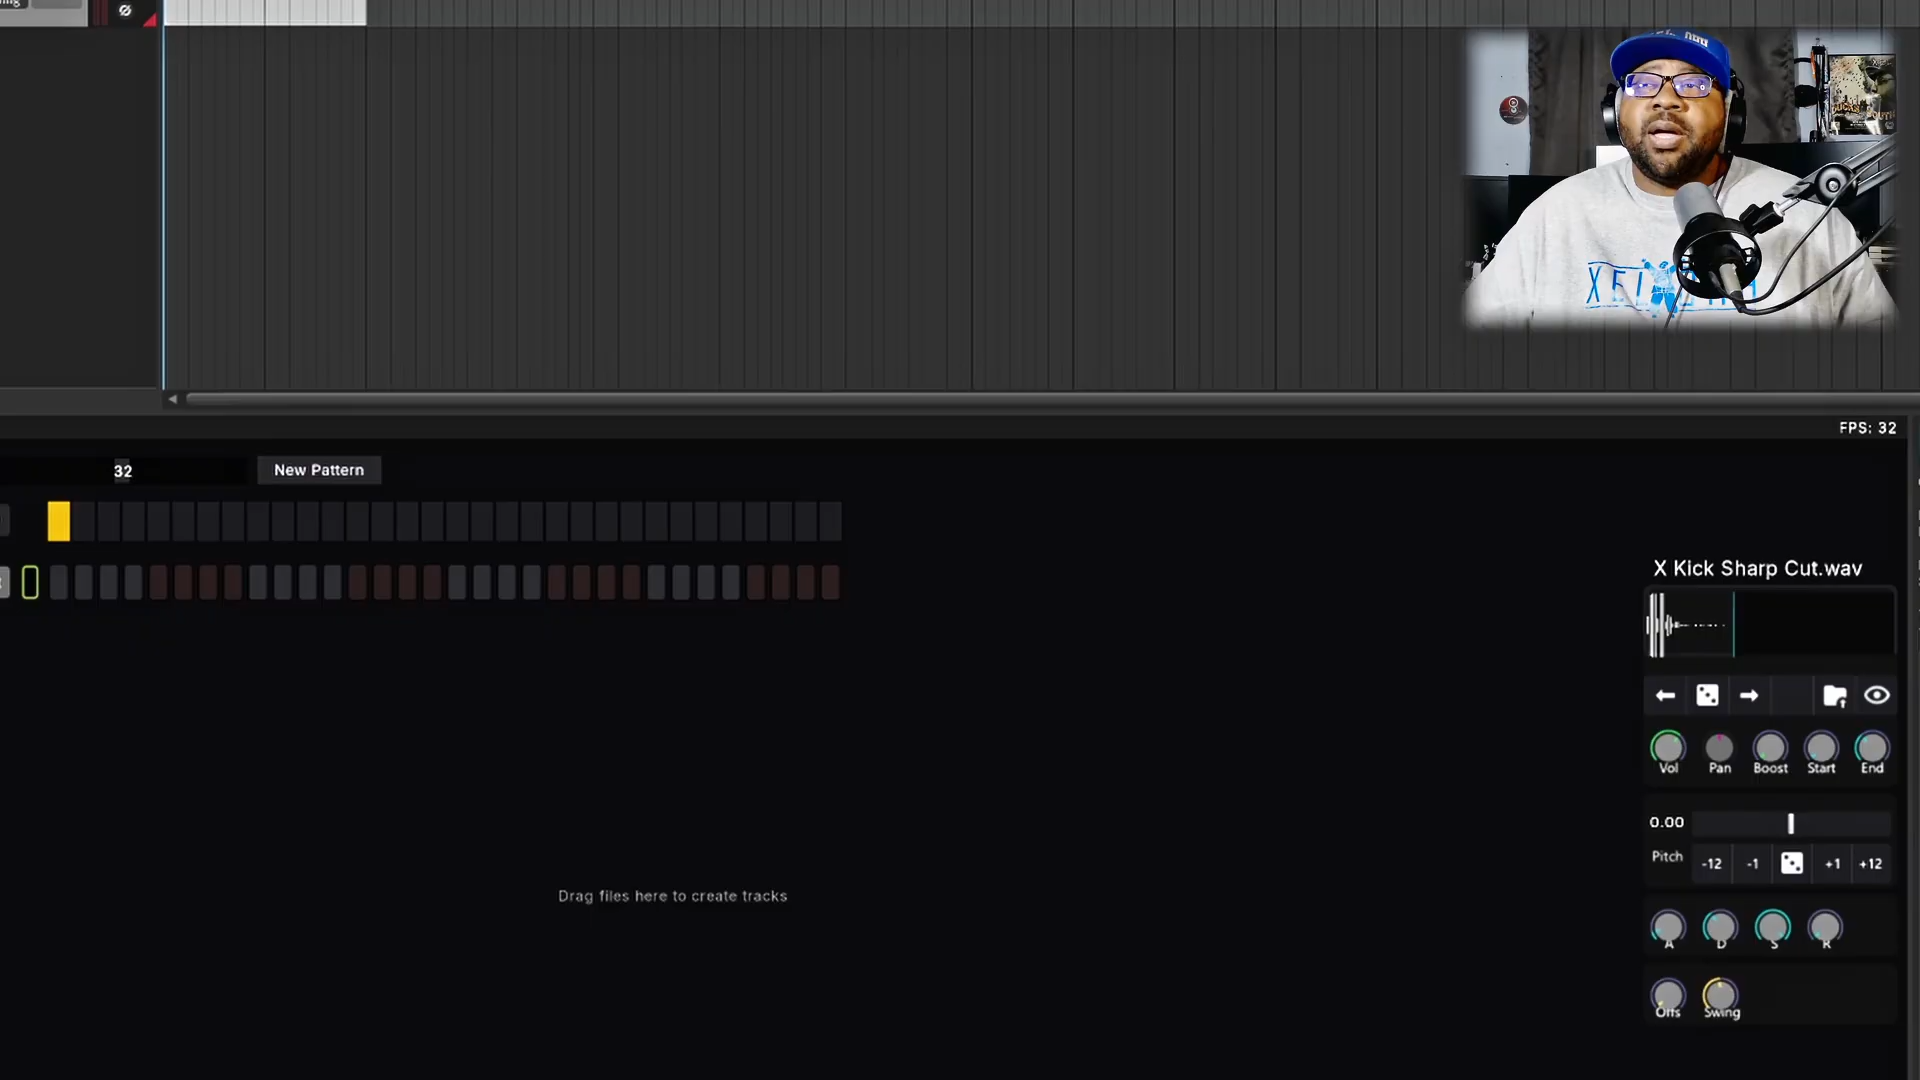 FPS: 32
32
New Pattern
X Kick Sharp Cut.wav
Vol
Pan
Boost
Start
End
0.00
Pitch
-12
-1
+1
+12
Drag files here to create tracks
A
D
S
R
Offs
Swing